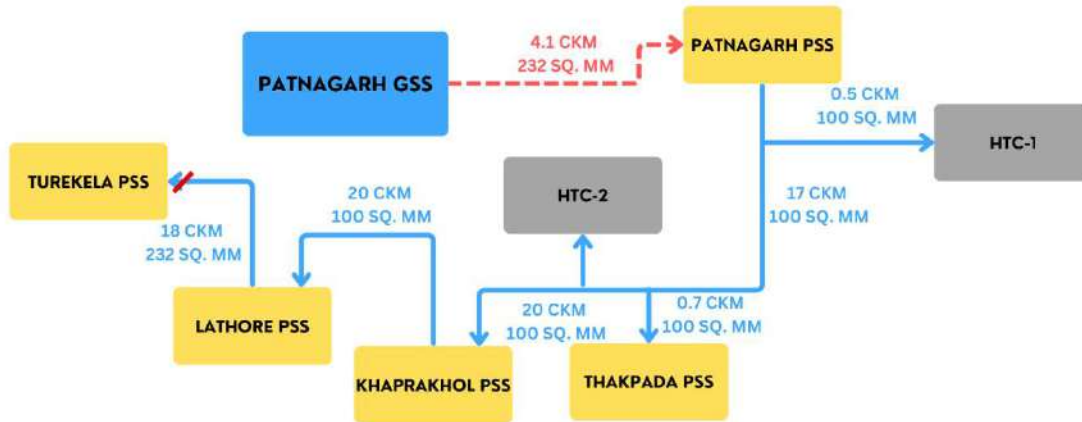 4.1 CKM
232 SQ. MM
PATNAGARH PSS
PATNAGARH GSS
0.5 CKM
100 SQ. MM
HTC-1
TUREKELA PSS
20 CKM
100 SQ. MM
HTC-2
17 CKM
100 SQ. MM
18 CKM
232 SQ. MM
LATHORE PSS
20 CKM
100 SQ. MM
0.7 CKM
100 SQ. MM
KHAPRAKHOL PSS
THAKPADA PSS